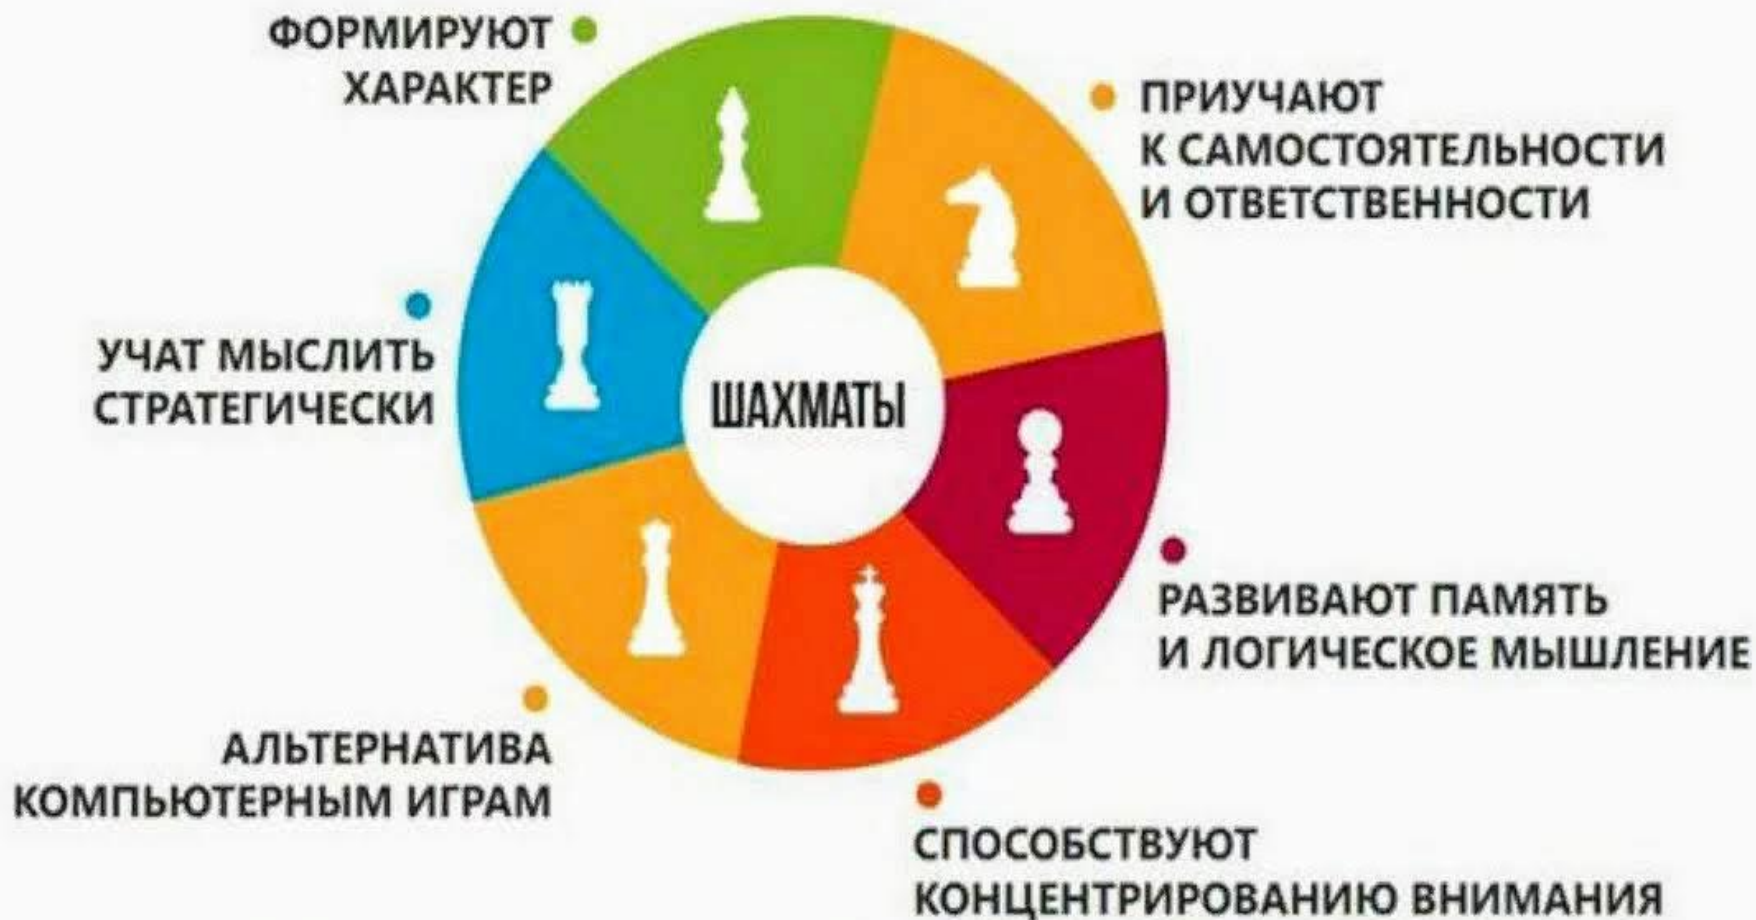 ФОРМИРУЮТ
ХАРАКТЕР
ПРИУЧАЮТ
К САМОСТОЯТЕЛЬНОСТИ
И ОТВЕТСТВЕННОСТИ
УЧАТ МЫСЛИТЬ
СТРАТЕГИЧЕСКИ
ШАХМАТЫ
РАЗВИВАЮТ ПАМЯТЬ
И ЛОГИЧЕСКОЕ МЫШЛЕНИЕ
АЛЬТЕРНАТИВА
КОМПЬЮТЕРНЫМ ИГРАМ
СПОСОБСТВУЮТ
КОНЦЕНТРИРОВАНИЮ ВНИМАНИЯ